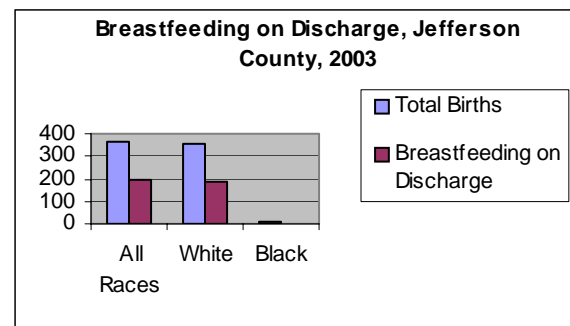 Breastfeeding on Discharge, Jefferson
County, 2003
Total Births
Breastfeeding on
Discharge
400
300
200
100
0
All
Races
White
Black